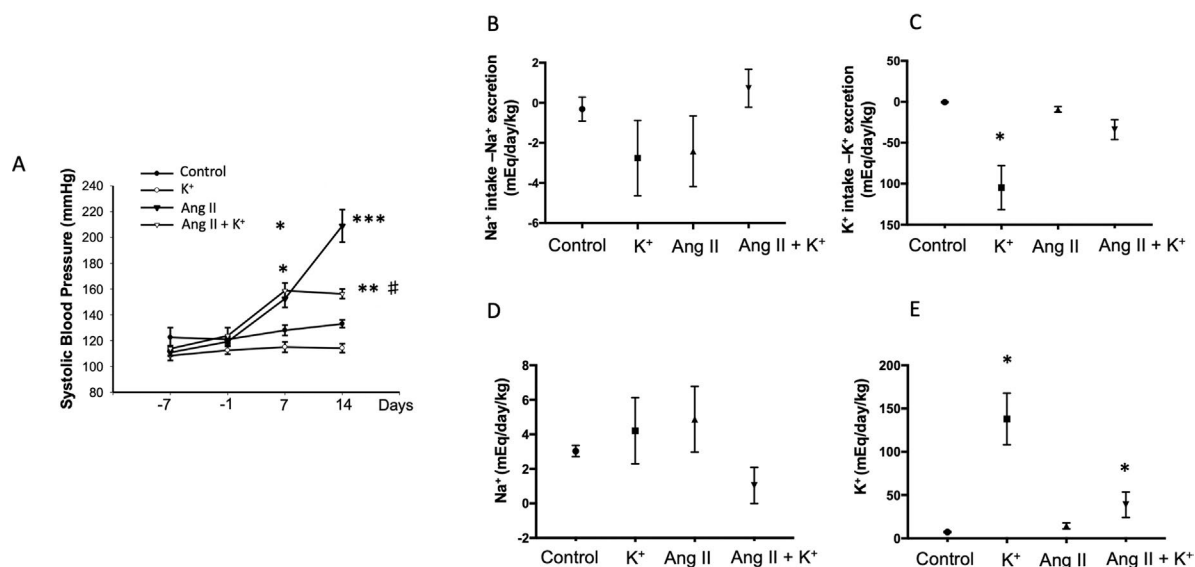 A
Control
K⁺
Ang II
Ang II + K⁺
Systolic Blood Pressure (mmHg)
240
220
200
180
160
140
120
100
80
*
*
***
** #
-7 -1 7 14 Days
B
Na⁺ intake –Na⁺ excretion
(mEq/day/kg)
2
0
-2
-4
-6
Control K⁺ Ang II Ang II + K⁺
C
K⁺ intake –K⁺ excretion
(mEq/day/kg)
50
0
-50
100
150
*
Control K⁺ Ang II Ang II + K⁺
D
Na⁺ (mEq/day/kg)
8
6
4
2
0
-2
Control K⁺ Ang II Ang II + K⁺
E
K⁺ (mEq/day/kg)
200
150
100
50
0
*
*
Control K⁺ Ang II Ang II + K⁺